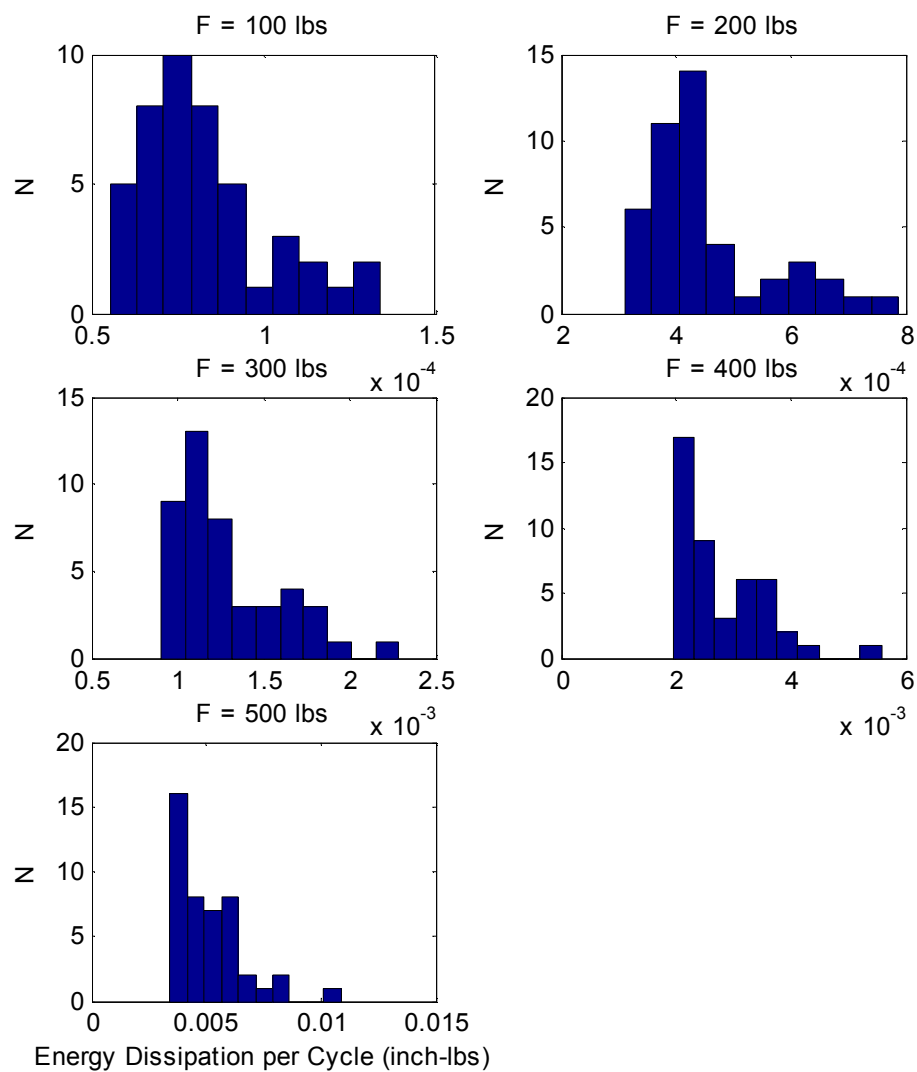 F = 100 lbs
10
5
0
N
0.5
1
1.5
x 10-4
F = 200 lbs
15
10
5
0
N
2
4
6
8
x 10-4
F = 300 lbs
15
10
5
0
N
0.5
1
1.5
2
2.5
x 10-3
F = 400 lbs
20
15
10
5
0
N
0
2
4
6
x 10-3
F = 500 lbs
20
15
10
5
0
N
0
0.005
0.01
0.015
Energy Dissipation per Cycle (inch-lbs)